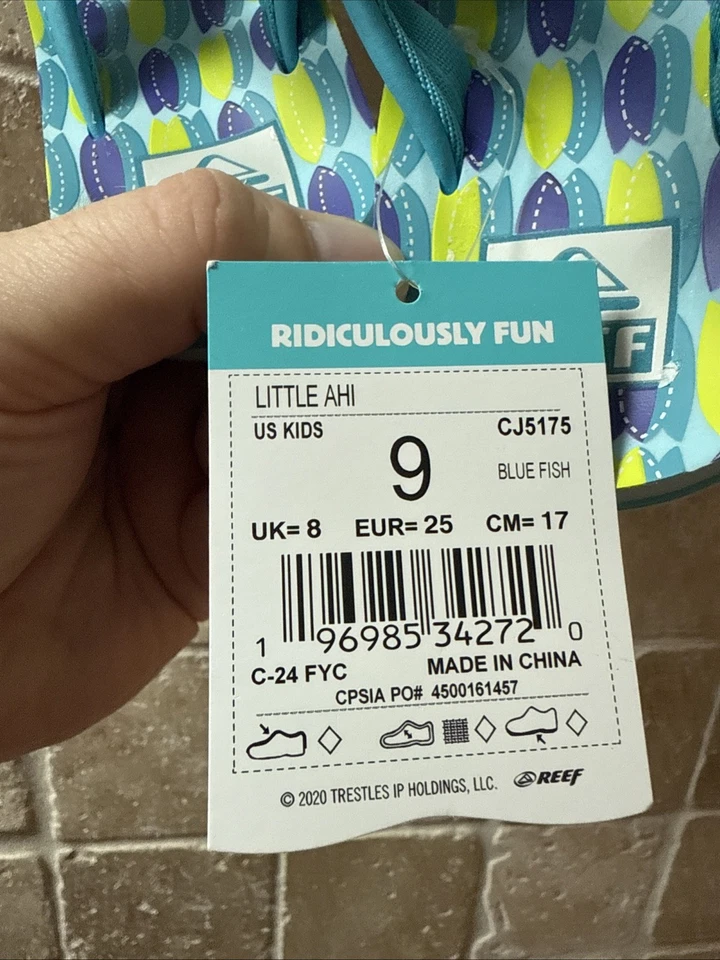 RIDICULOUSLY FUN
LITTLE AHI
US KIDS
CJ5175
9
BLUE FISH
UK= 8 EUR= 25 CM= 17
1 96985 34272 0
C-24 FYC MADE IN CHINA
CPSIA PO# 4500161457
© 2020 TRESTLES IP HOLDINGS, LLC. REEF